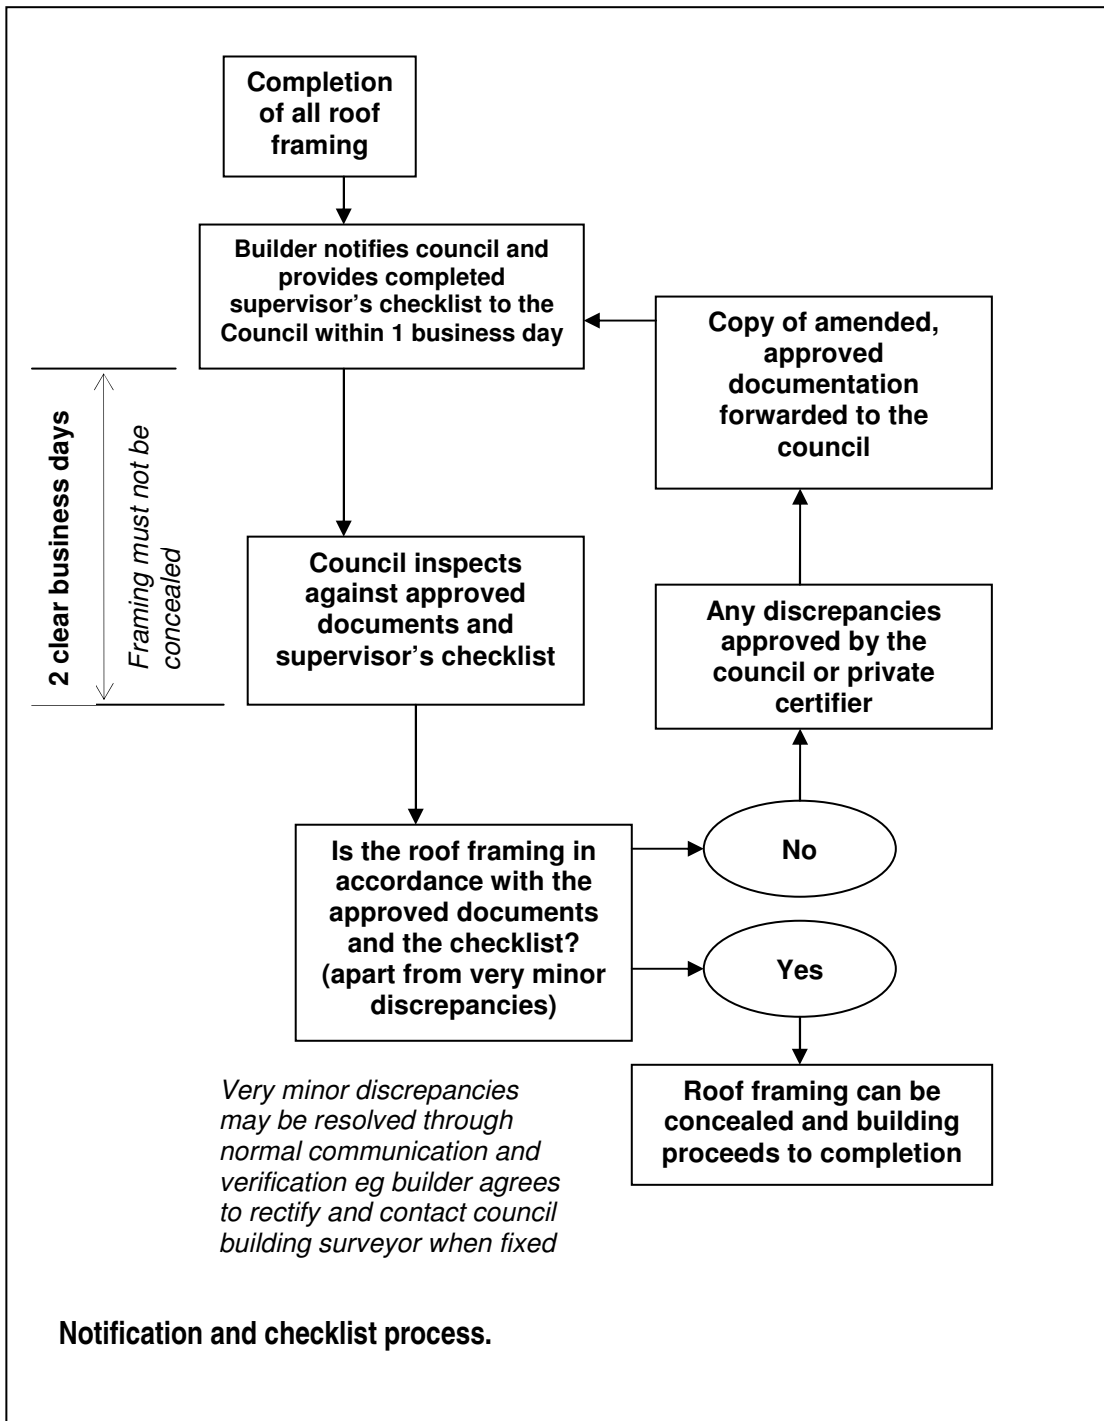 Completion
of all roof
framing
Builder notifies council and
provides completed
supervisor’s checklist to the
Council within 1 business day
Copy of amended,
approved
documentation
forwarded to the
council
2 clear business days
Framing must not be
concealed
Council inspects
against approved
documents and
supervisor’s checklist
Any discrepancies
approved by the
council or private
certifier
Is the roof framing in
accordance with the
approved documents
and the checklist?
(apart from very minor
discrepancies)
No
Yes
Roof framing can be
concealed and building
proceeds to completion
Very minor discrepancies
may be resolved through
normal communication and
verification eg builder agrees
to rectify and contact council
building surveyor when fixed
Notification and checklist process.